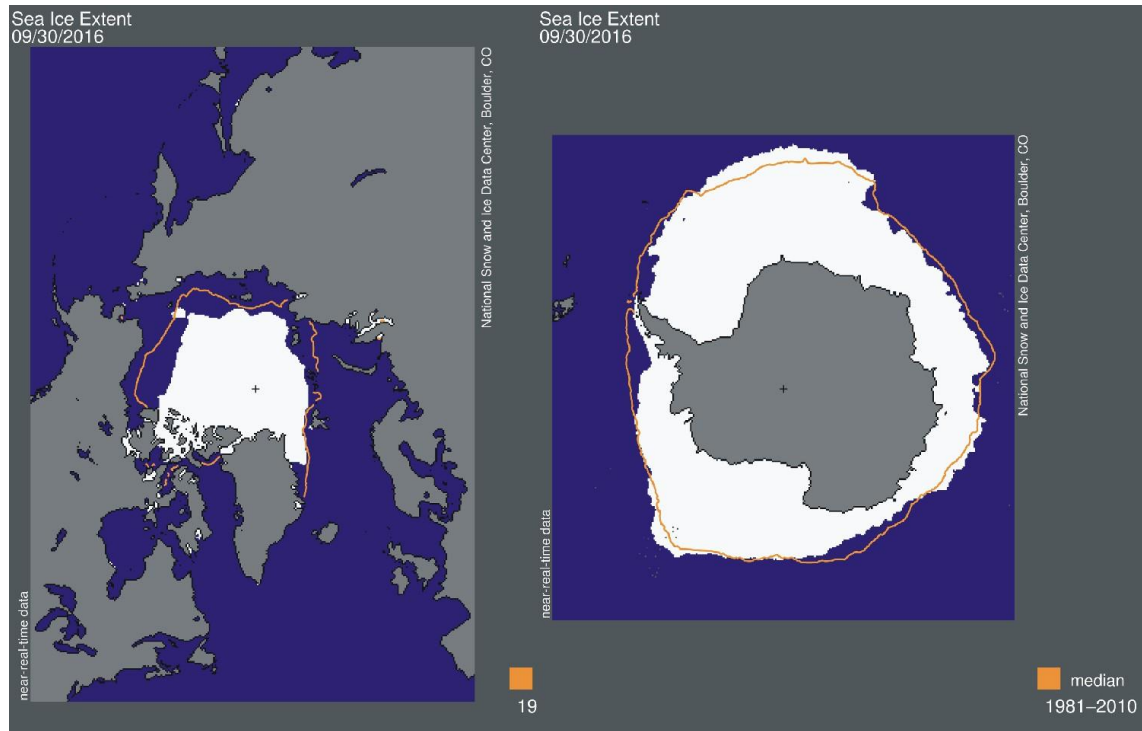 Sea Ice Extent
09/30/2016
National Snow and Ice Data Center, Boulder, CO
near-real-time data
19
Sea Ice Extent
09/30/2016
National Snow and Ice Data Center, Boulder, CO
near-real-time data
median
1981–2010